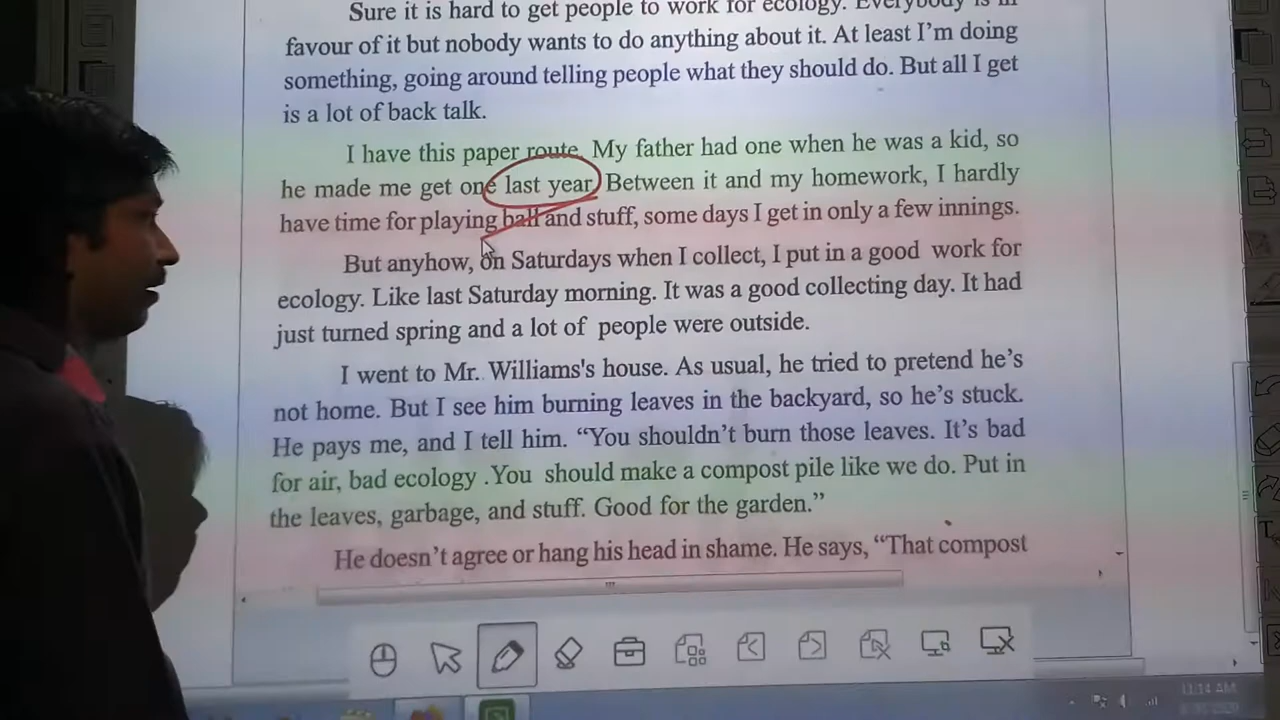 Sure it is hard to get people to work for ecology. Everybody is in
favour of it but nobody wants to do anything about it. At least I'm doing
something, going around telling people what they should do. But all I get
is a lot of back talk.
I have this paper route. My father had one when he was a kid, so
he made me get one last year. Between it and my homework, I hardly
have time for playing ball and stuff, some days I get in only a few innings.
But anyhow, on Saturdays when I collect, I put in a good work for
ecology. Like last Saturday morning. It was a good collecting day. It had
just turned spring and a lot of people were outside.
I went to Mr. Williams's house. As usual, he tried to pretend he's
not home. But I see him burning leaves in the backyard, so he's stuck.
He pays me, and I tell him. “You shouldn't burn those leaves. It's bad
for air, bad ecology .You should make a compost pile like we do. Put in
the leaves, garbage, and stuff. Good for the garden.”
He doesn't agree or hang his head in shame. He says, “That compost
11:14 AM